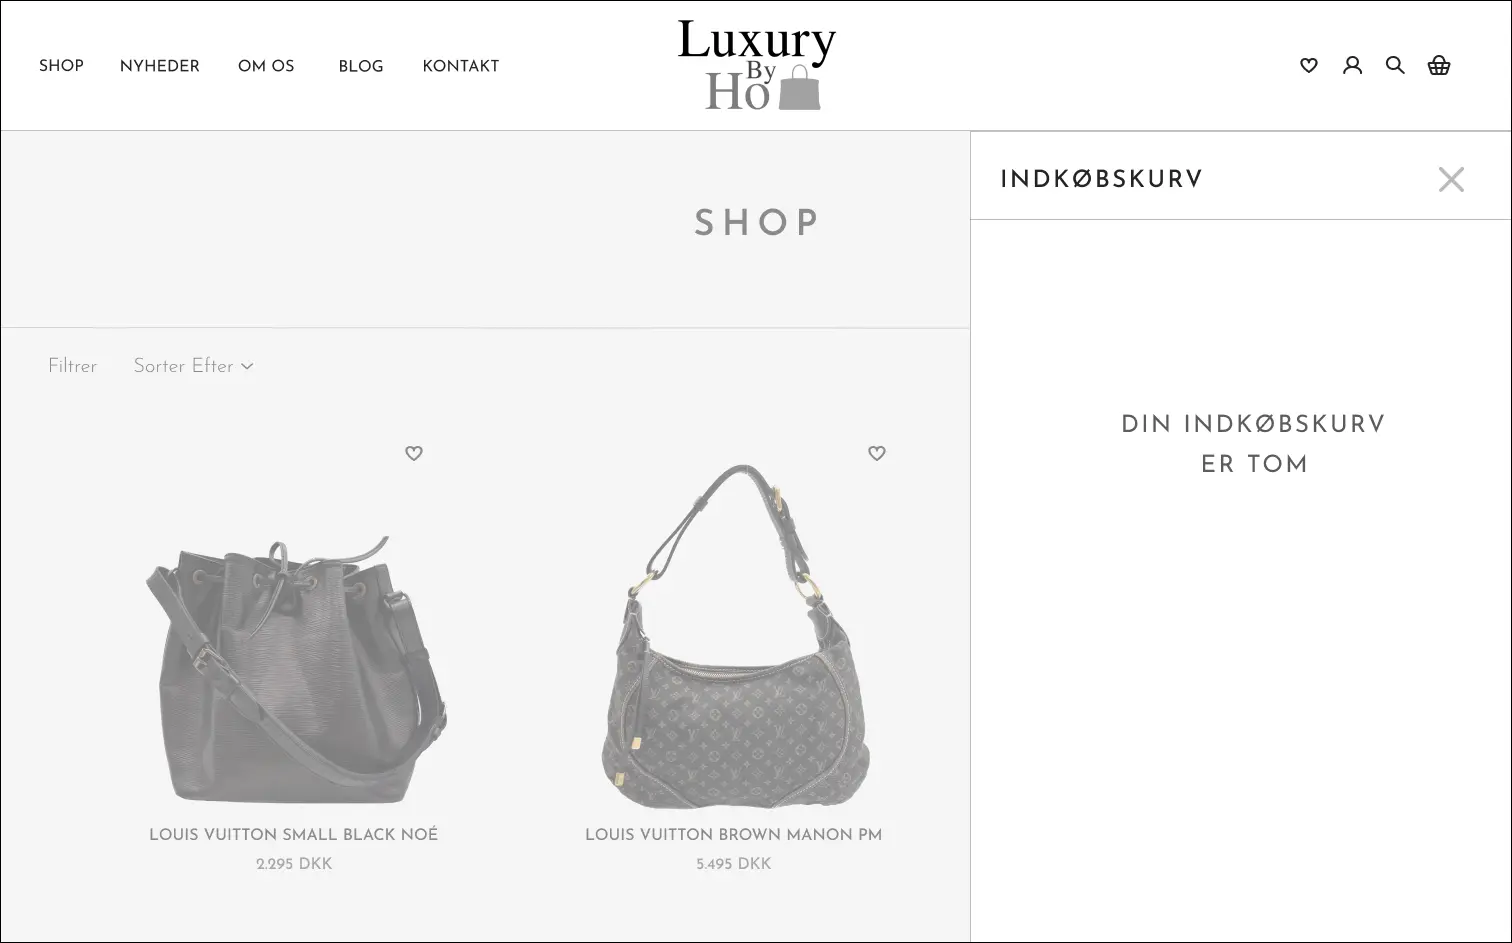 SHOP NYHEDER OM OS BLOG KONTAKT
Luxury
By
Ho
INDKØBSKURV
SHOP
Filtrer Sorter Efter
DIN INDKØBSKURV
ER TOM
LOUIS VUITTON SMALL BLACK NOÉ
2.295 DKK
LOUIS VUITTON BROWN MANON PM
5.495 DKK